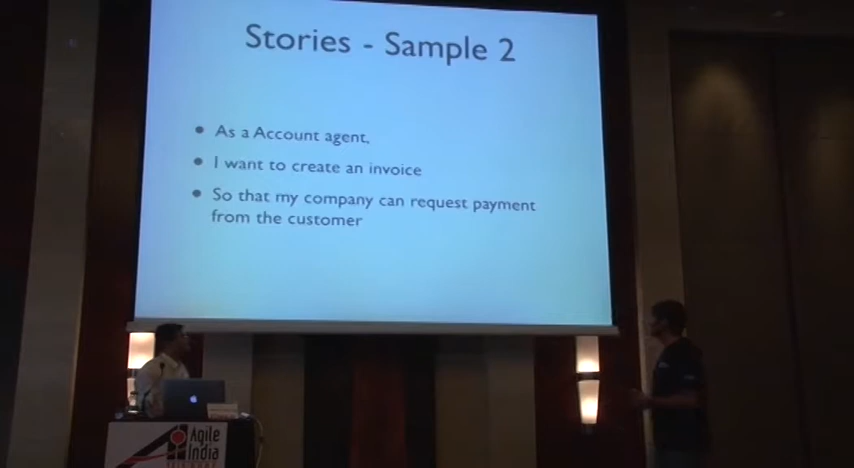 Stories - Sample 2
• As a Account agent,
• I want to create an invoice
• So that my company can request payment
from the customer
Agile
India